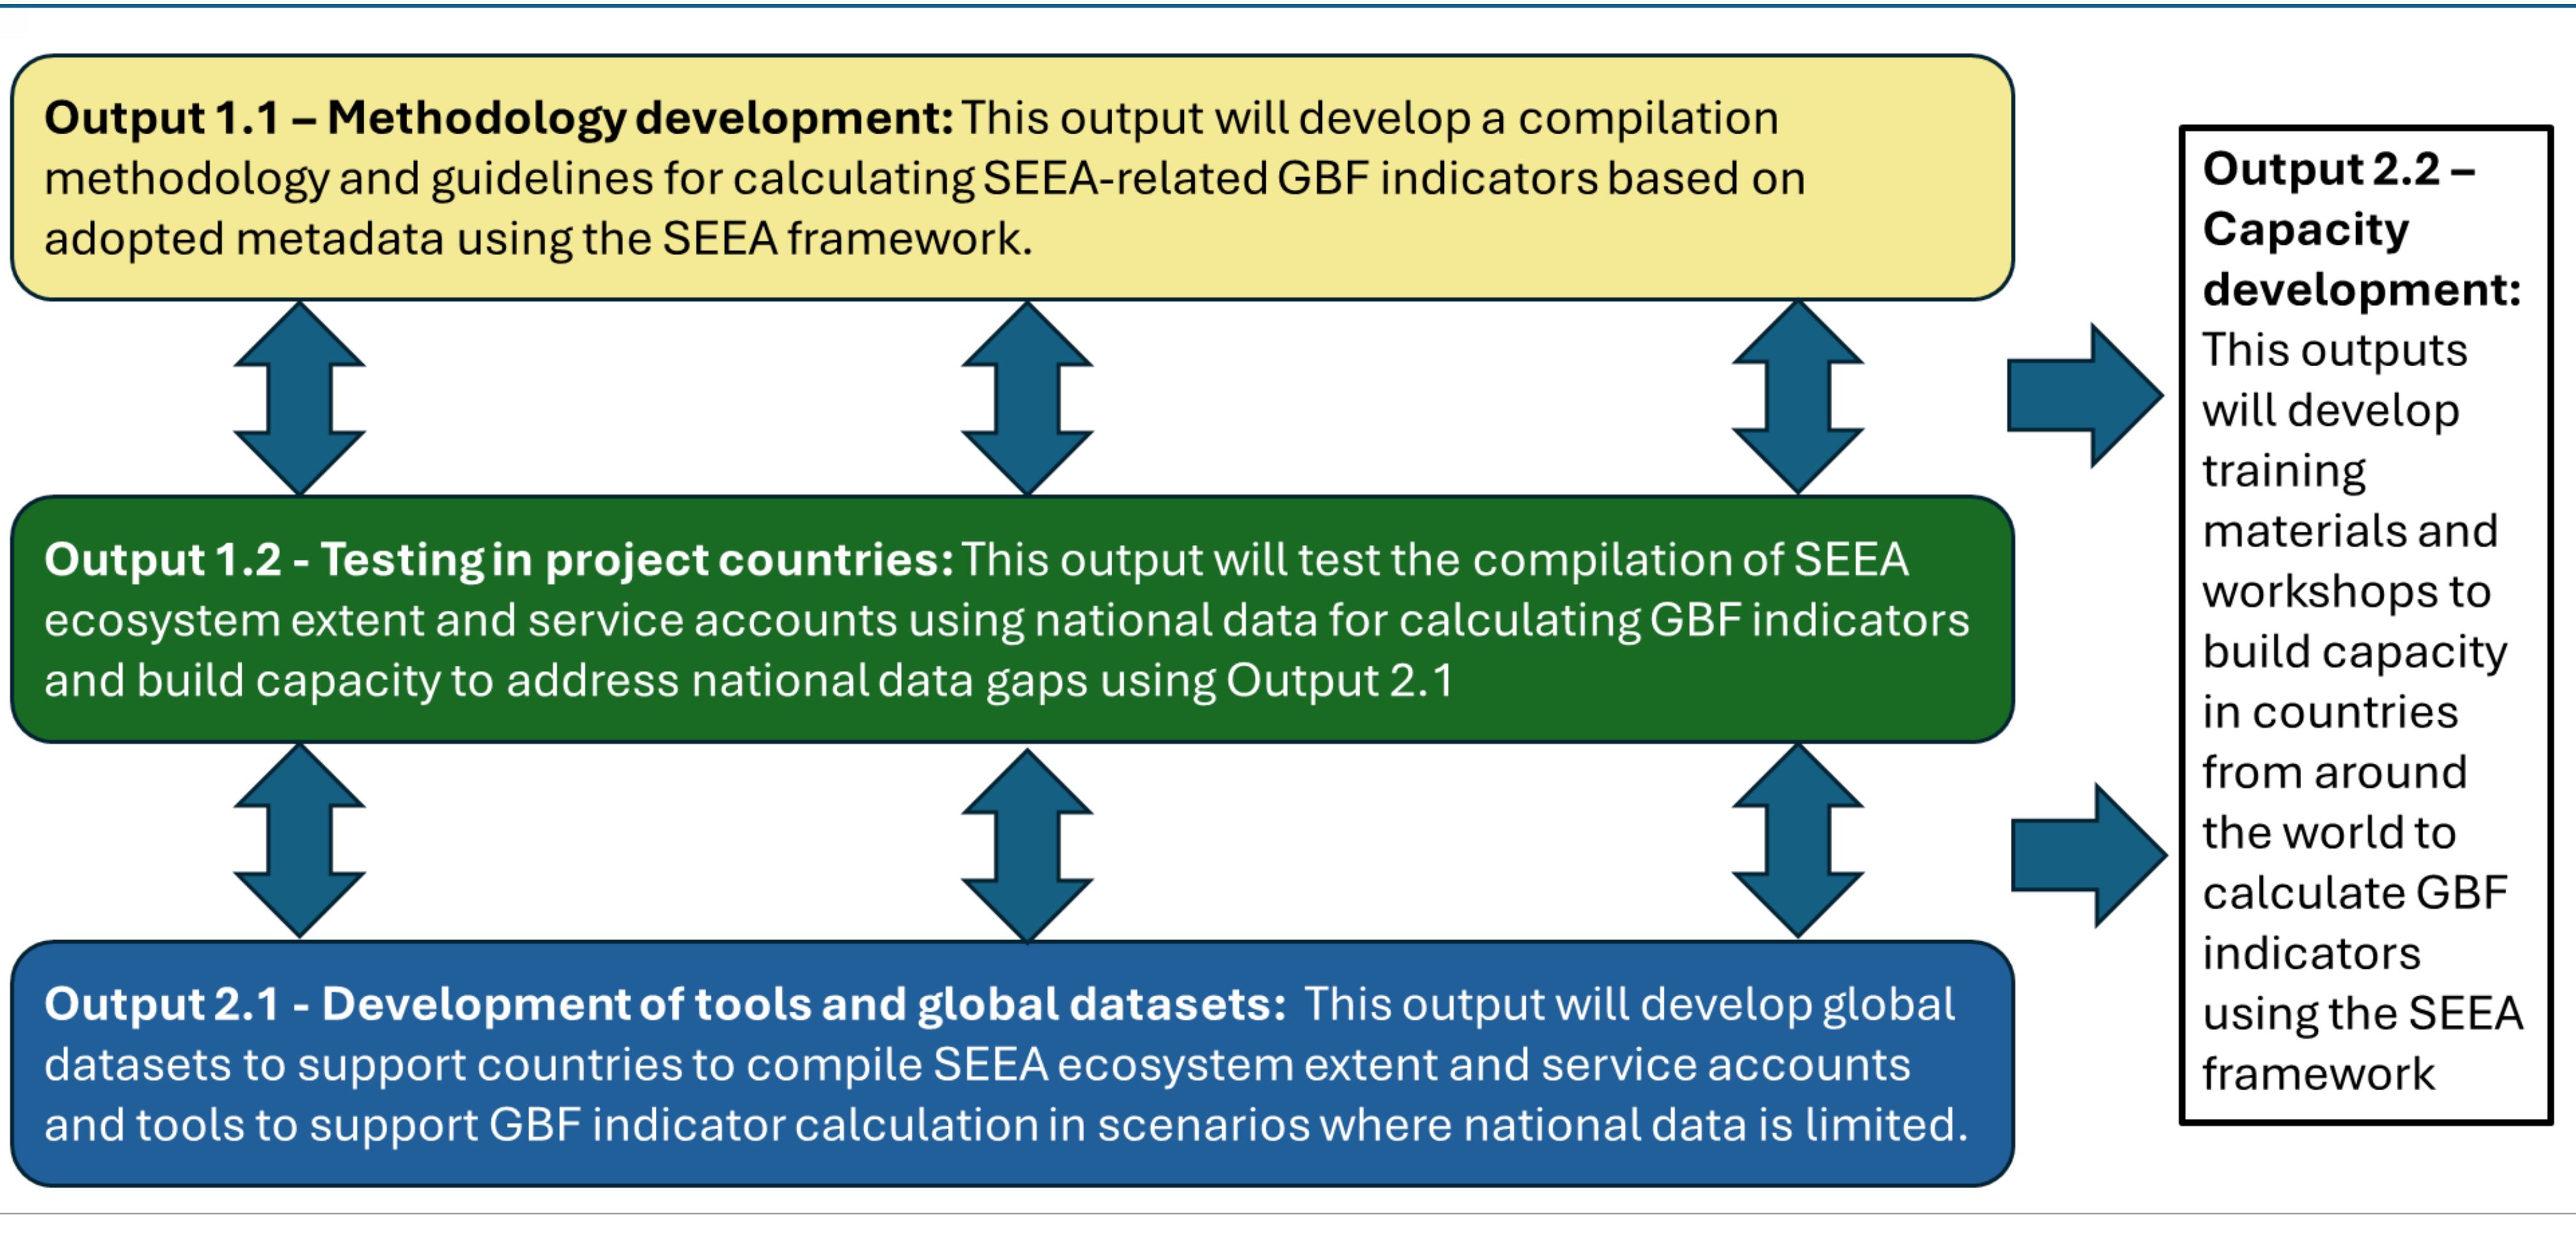 Output 1.1 – Methodology development: This output will develop a compilation
methodology and guidelines for calculating SEEA-related GBF indicators based on
adopted metadata using the SEEA framework.
Output 1.2 - Testing in project countries: This output will test the compilation of SEEA
ecosystem extent and service accounts using national data for calculating GBF indicators
and build capacity to address national data gaps using Output 2.1
Output 2.1 - Development of tools and global datasets: This output will develop global
datasets to support countries to compile SEEA ecosystem extent and service accounts
and tools to support GBF indicator calculation in scenarios where national data is limited.
Output 2.2 –
Capacity
development:
This outputs
will develop
training
materials and
workshops to
build capacity
in countries
from around
the world to
calculate GBF
indicators
using the SEEA
framework